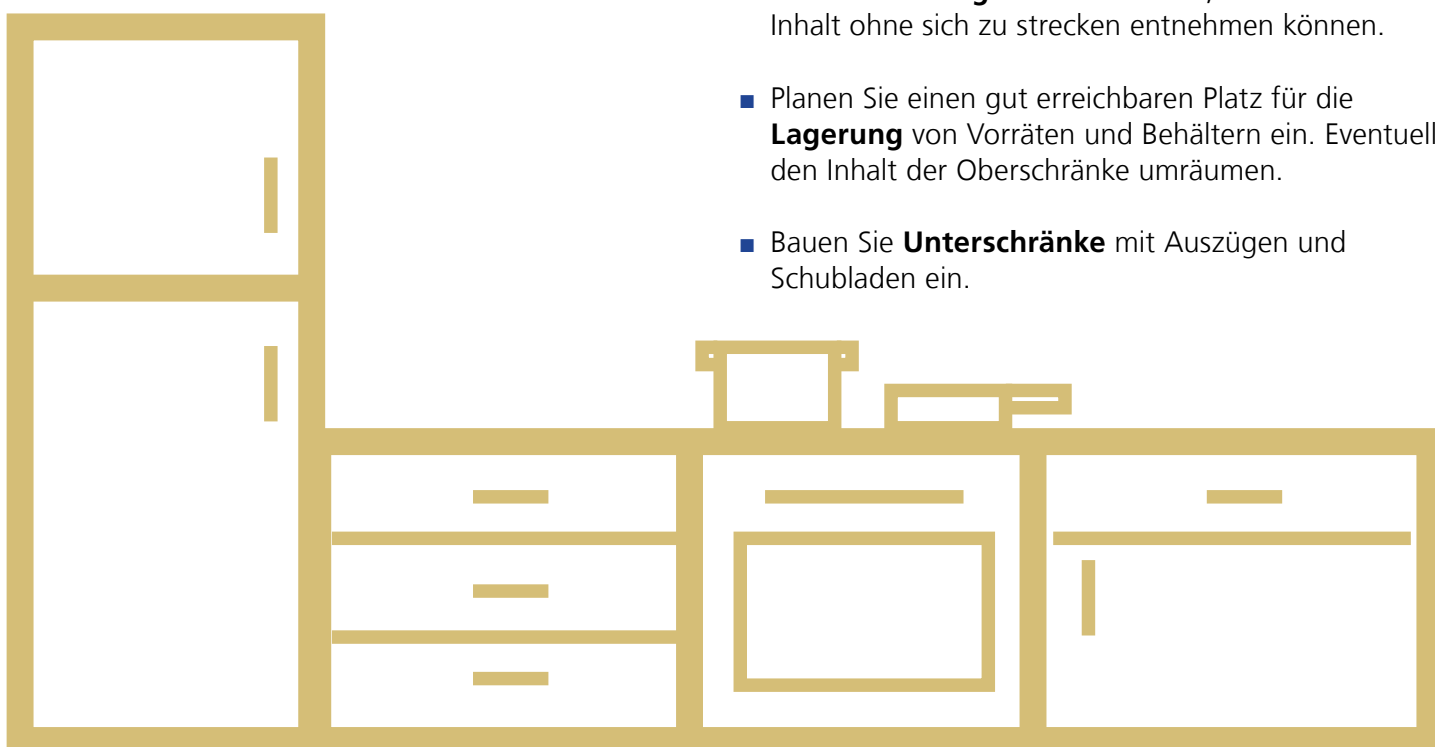 Inhalt ohne sich zu strecken entnehmen können.
■ Planen Sie einen gut erreichbaren Platz für die
Lagerung von Vorräten und Behältern ein. Eventuell
den Inhalt der Oberschränke umräumen.
■ Bauen Sie Unterschränke mit Auszügen und
Schubladen ein.